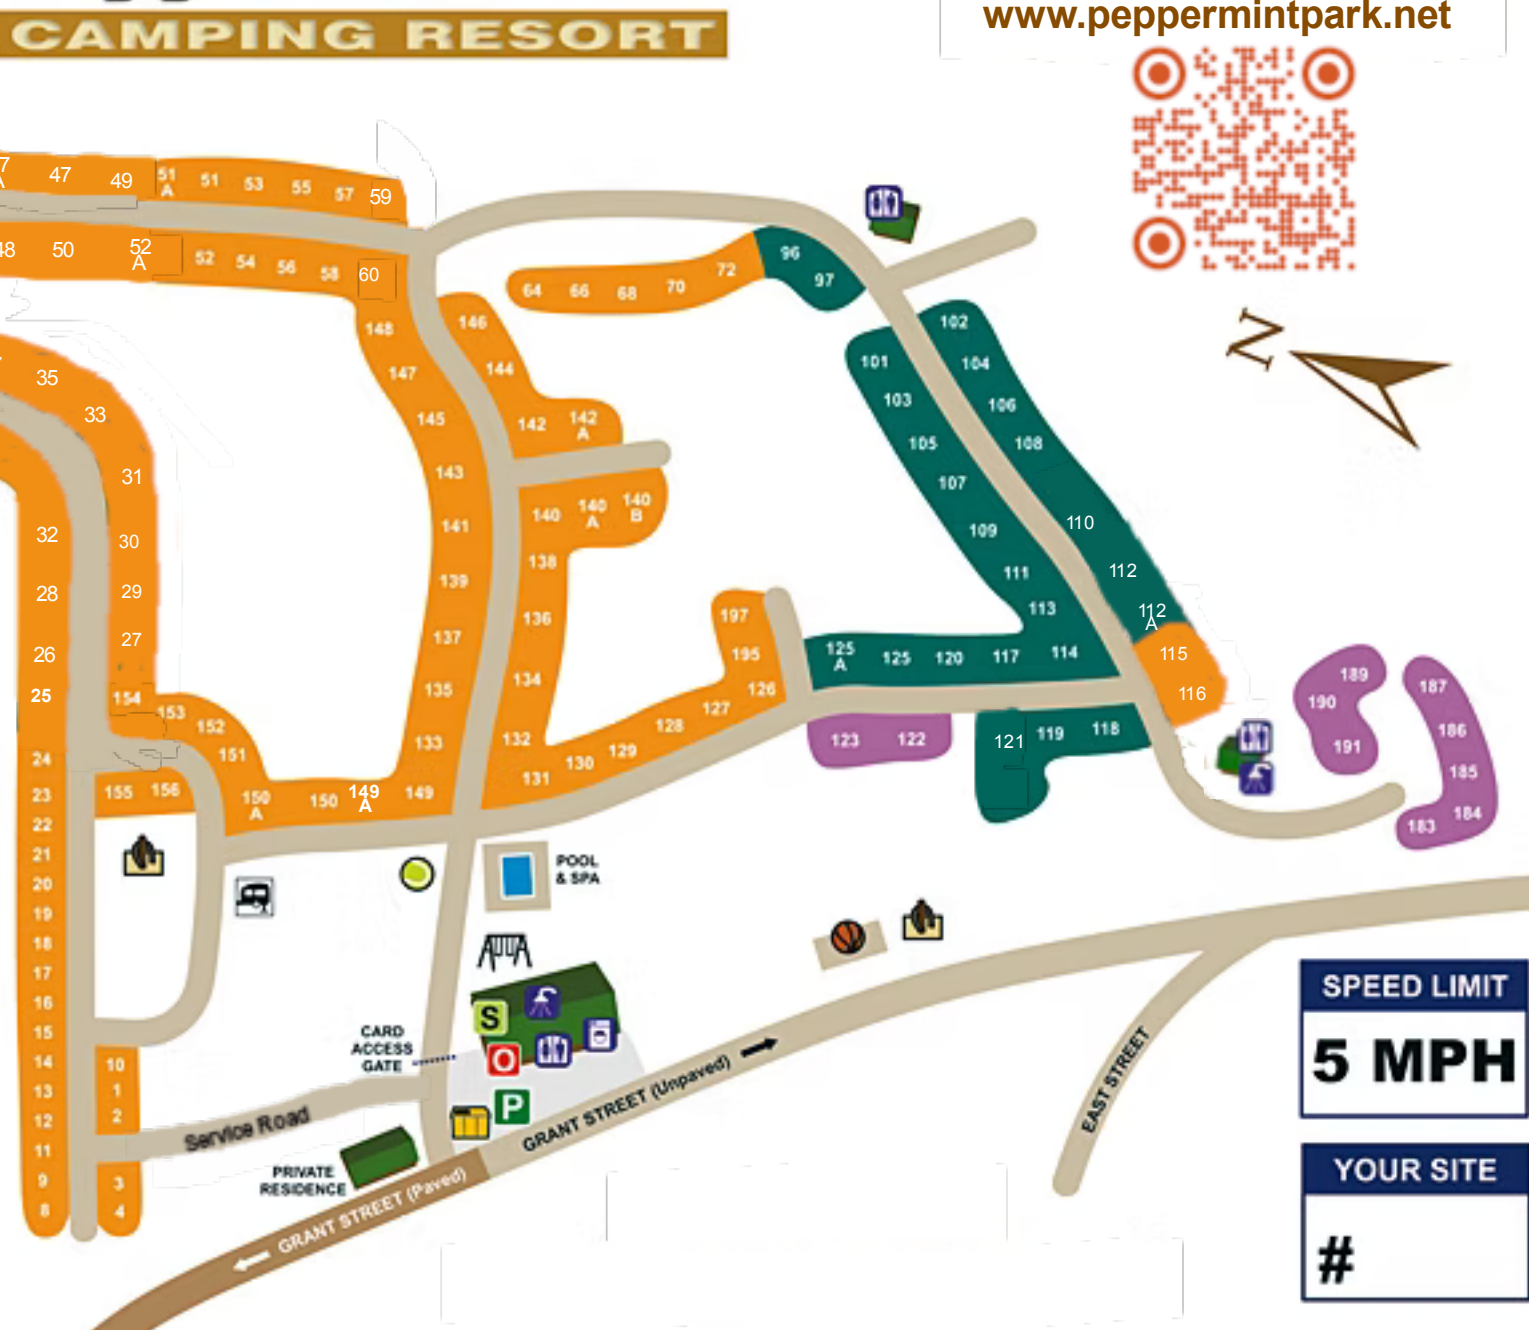 CAMPING RESORT
www.peppermintpark.net
47 49 51 A 51 53 55 57 59
50 52 A 52 54 56 58 60
64 66 68 70 72 96 97
148 146
147 144
145 142 142 A
143
141 140 140 A 140 B
139 138
137 136
135 134
133 132
101 102
103 104
105 106
107 108
109 110
111 112
113 112 A
125 A 125 120 117 114
115
116
197
195
126
127
128
129
130
131
123 122
121 119 118
189
190
191
187
186
185
184
183
N
35
33
31
32 30
28 29
26 27
25 154
153
152
151
24
23 155 156 150 A 150 149 A 149
22
21
20
19
18
17
16
15
14 10
13 1
12 2
11
9 3
8 4
POOL
& SPA
S
CARD
ACCESS
GATE
O
P
Service Road
PRIVATE
RESIDENCE
GRANT STREET (Paved)
GRANT STREET (Unpaved)
EAST STREET
SPEED LIMIT
5 MPH
YOUR SITE
#